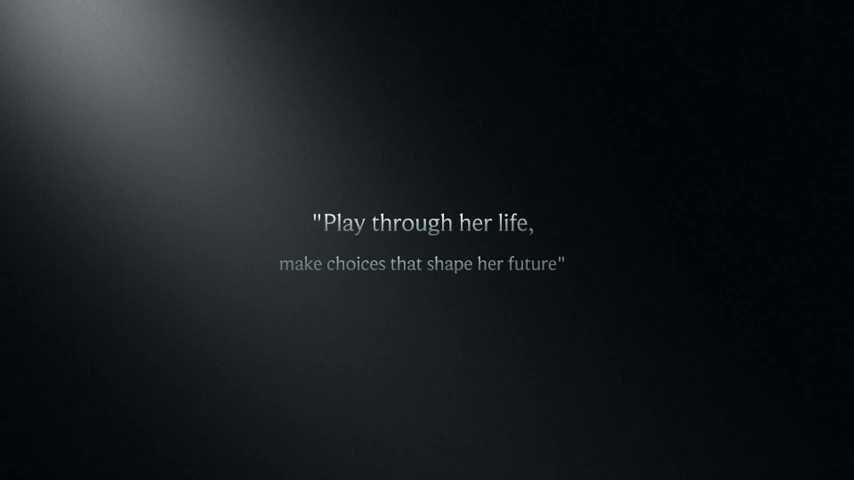 "Play through her life,
make choices that shape her future"